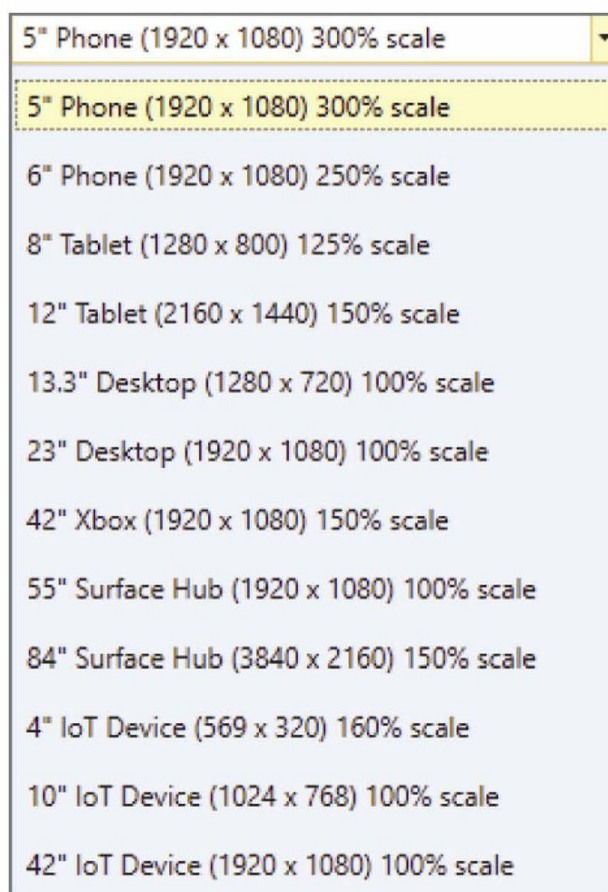 5" Phone (1920 x 1080) 300% scale
5" Phone (1920 x 1080) 300% scale
6" Phone (1920 x 1080) 250% scale
8" Tablet (1280 x 800) 125% scale
12" Tablet (2160 x 1440) 150% scale
13.3" Desktop (1280 x 720) 100% scale
23" Desktop (1920 x 1080) 100% scale
42" Xbox (1920 x 1080) 150% scale
55" Surface Hub (1920 x 1080) 100% scale
84" Surface Hub (3840 x 2160) 150% scale
4" IoT Device (569 x 320) 160% scale
10" IoT Device (1024 x 768) 100% scale
42" IoT Device (1920 x 1080) 100% scale